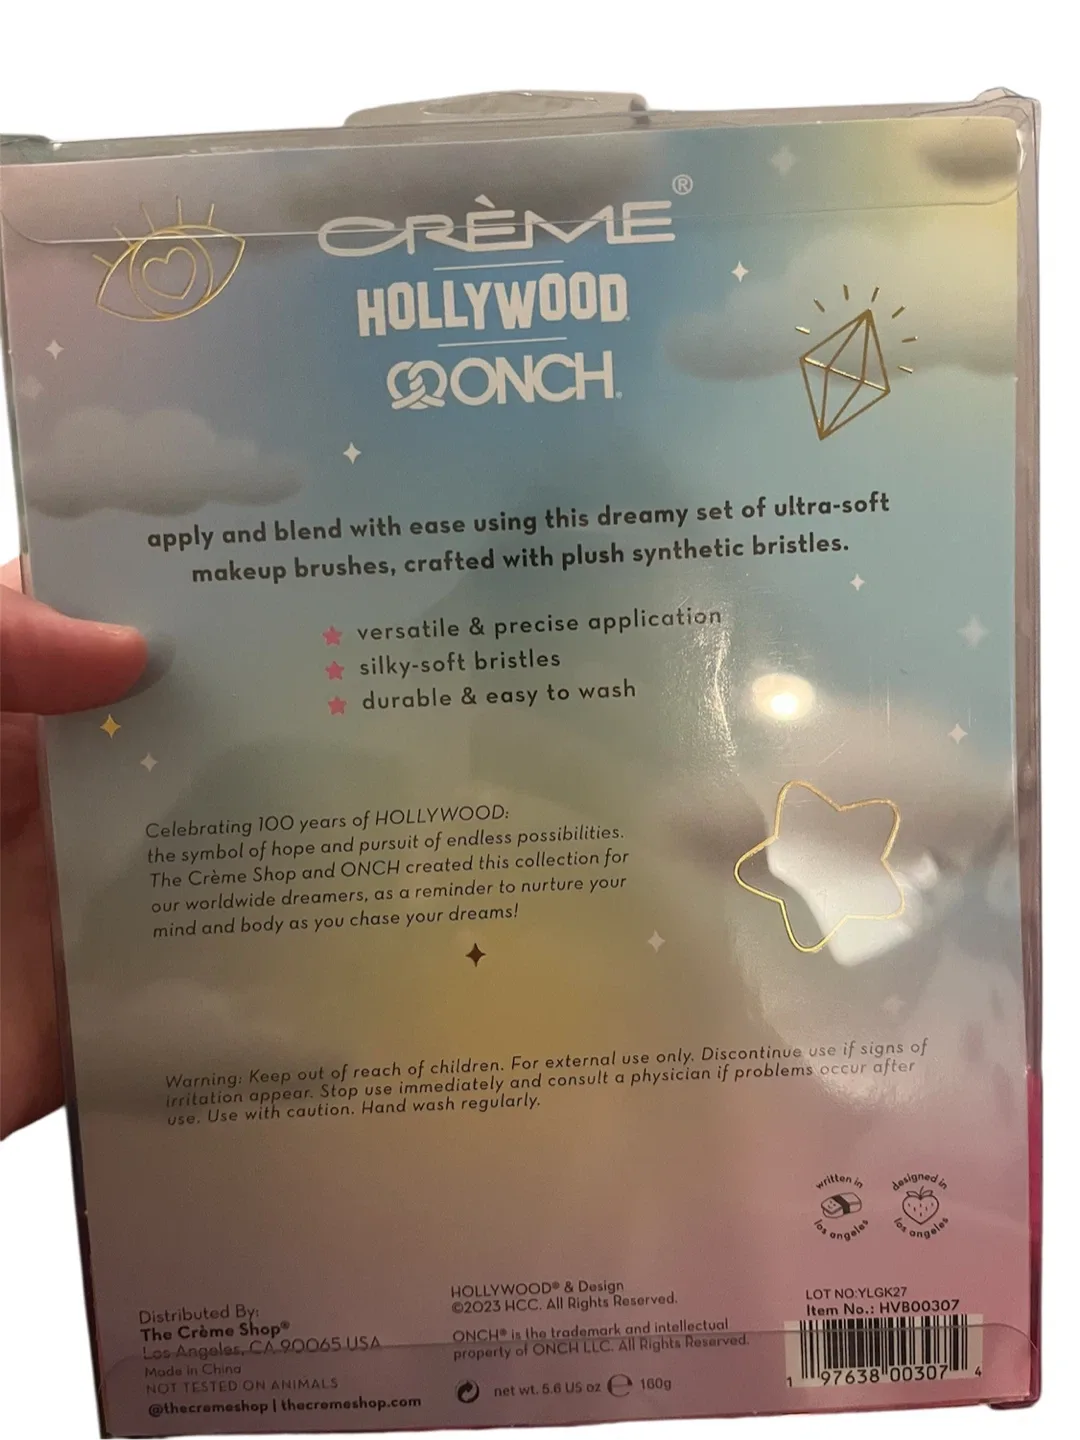 CRÈME®
HOLLYWOOD
ONCH
apply and blend with ease using this dreamy set of ultra-soft
makeup brushes, crafted with plush synthetic bristles.
versatile & precise application
silky-soft bristles
durable & easy to wash
Celebrating 100 years of HOLLYWOOD:
the symbol of hope and pursuit of endless possibilities.
The Crème Shop and ONCH created this collection for
our worldwide dreamers, as a reminder to nurture your
mind and body as you chase your dreams!
Warning: Keep out of reach of children. For external use only. Discontinue use if signs of
irritation appear. Stop use immediately and consult a physician if problems occur after
use. Use with caution. Hand wash regularly.
written in
los angeles
designed in
los angeles
Distributed By:
The Crème Shop®
Los Angeles, CA 90065 USA
Made in China
NOT TESTED ON ANIMALS
@thecremeshop | thecremeshop.com
HOLLYWOOD® & Design
©2023 HCC. All Rights Reserved.
ONCH® is the trademark and intellectual
property of ONCH LLC. All Rights Reserved.
net wt. 5.6 US oz ℮ 160g
LOT NO:YLGK27
Item No.: HVB00307
1 97638 00307 4